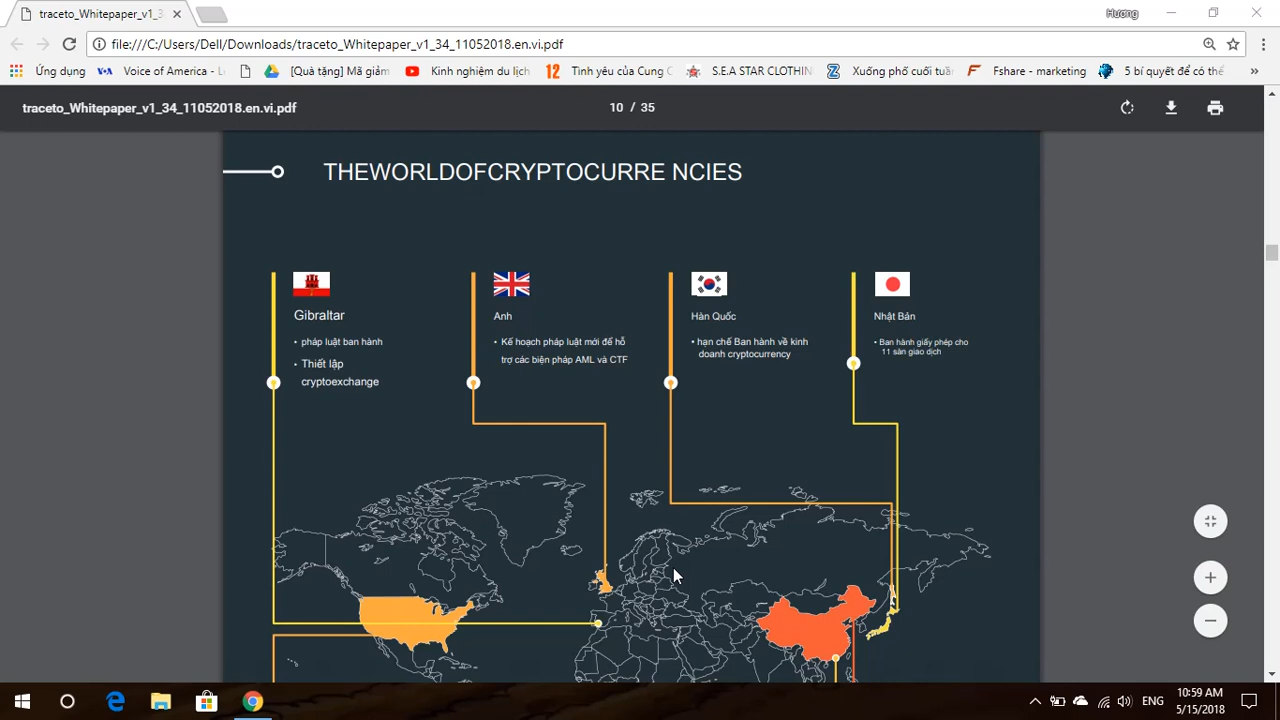 traceto_Whitepaper_v1_3
Hương
file:///C:/Users/Dell/Downloads/traceto_Whitepaper_v1_34_11052018.en.vi.pdf
Ứng dụng
VOA Voice of America - L
[Quà tặng] Mã giảm
Kinh nghiệm du lịch
12 Tình yêu của Cung
S.E.A STAR CLOTHIN
Xuống phố cuối tuần
Fshare - marketing
5 bí quyết để có thể
»
traceto_Whitepaper_v1_34_11052018.en.vi.pdf
10 / 35
THEWORLDOFCRYPTOCURRE NCIES
Gibraltar
• pháp luật ban hành
• Thiết lập
cryptoexchange
Anh
• Kế hoạch pháp luật mới để hỗ
trợ các biện pháp AML và CTF
Hàn Quốc
• hạn chế Ban hành về kinh
doanh cryptocurrency
Nhật Bản
• Ban hành giấy phép cho
11 sàn giao dịch
ENG
10:59 AM
5/15/2018